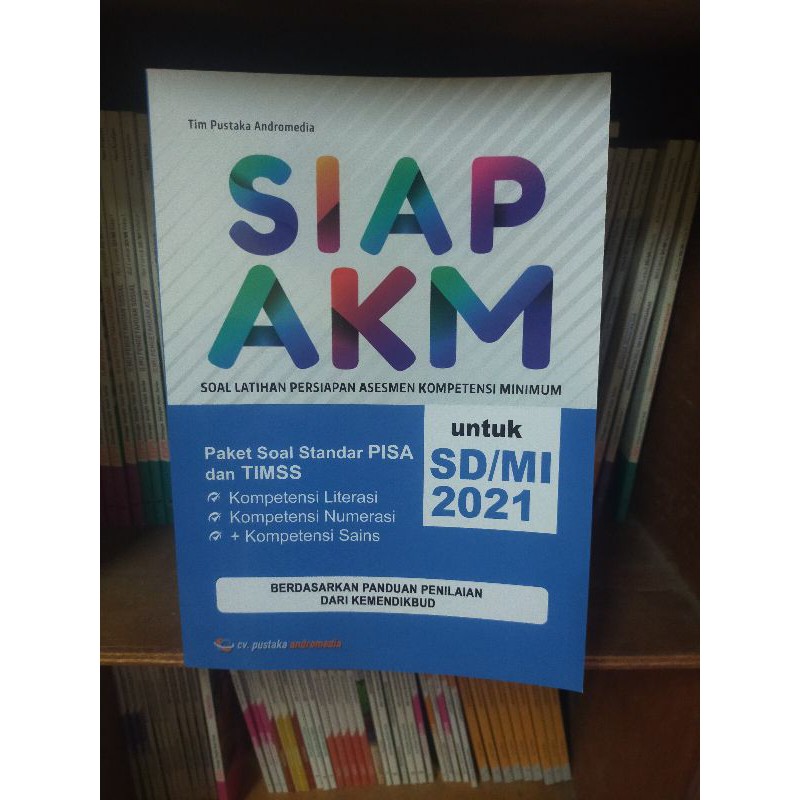 Tim Pustaka Andromedia
SIAP
AKM
SOAL LATIHAN PERSIAPAN ASESMEN KOMPETENSI MINIMUM
untuk
SD/MI
2021
Paket Soal Standar PISA
dan TIMSS
Kompetensi Literasi
Kompetensi Numerasi
+ Kompetensi Sains
BERDASARKAN PANDUAN PENILAIAN
DARI KEMENDIKBUD
cv. pustaka andromedia